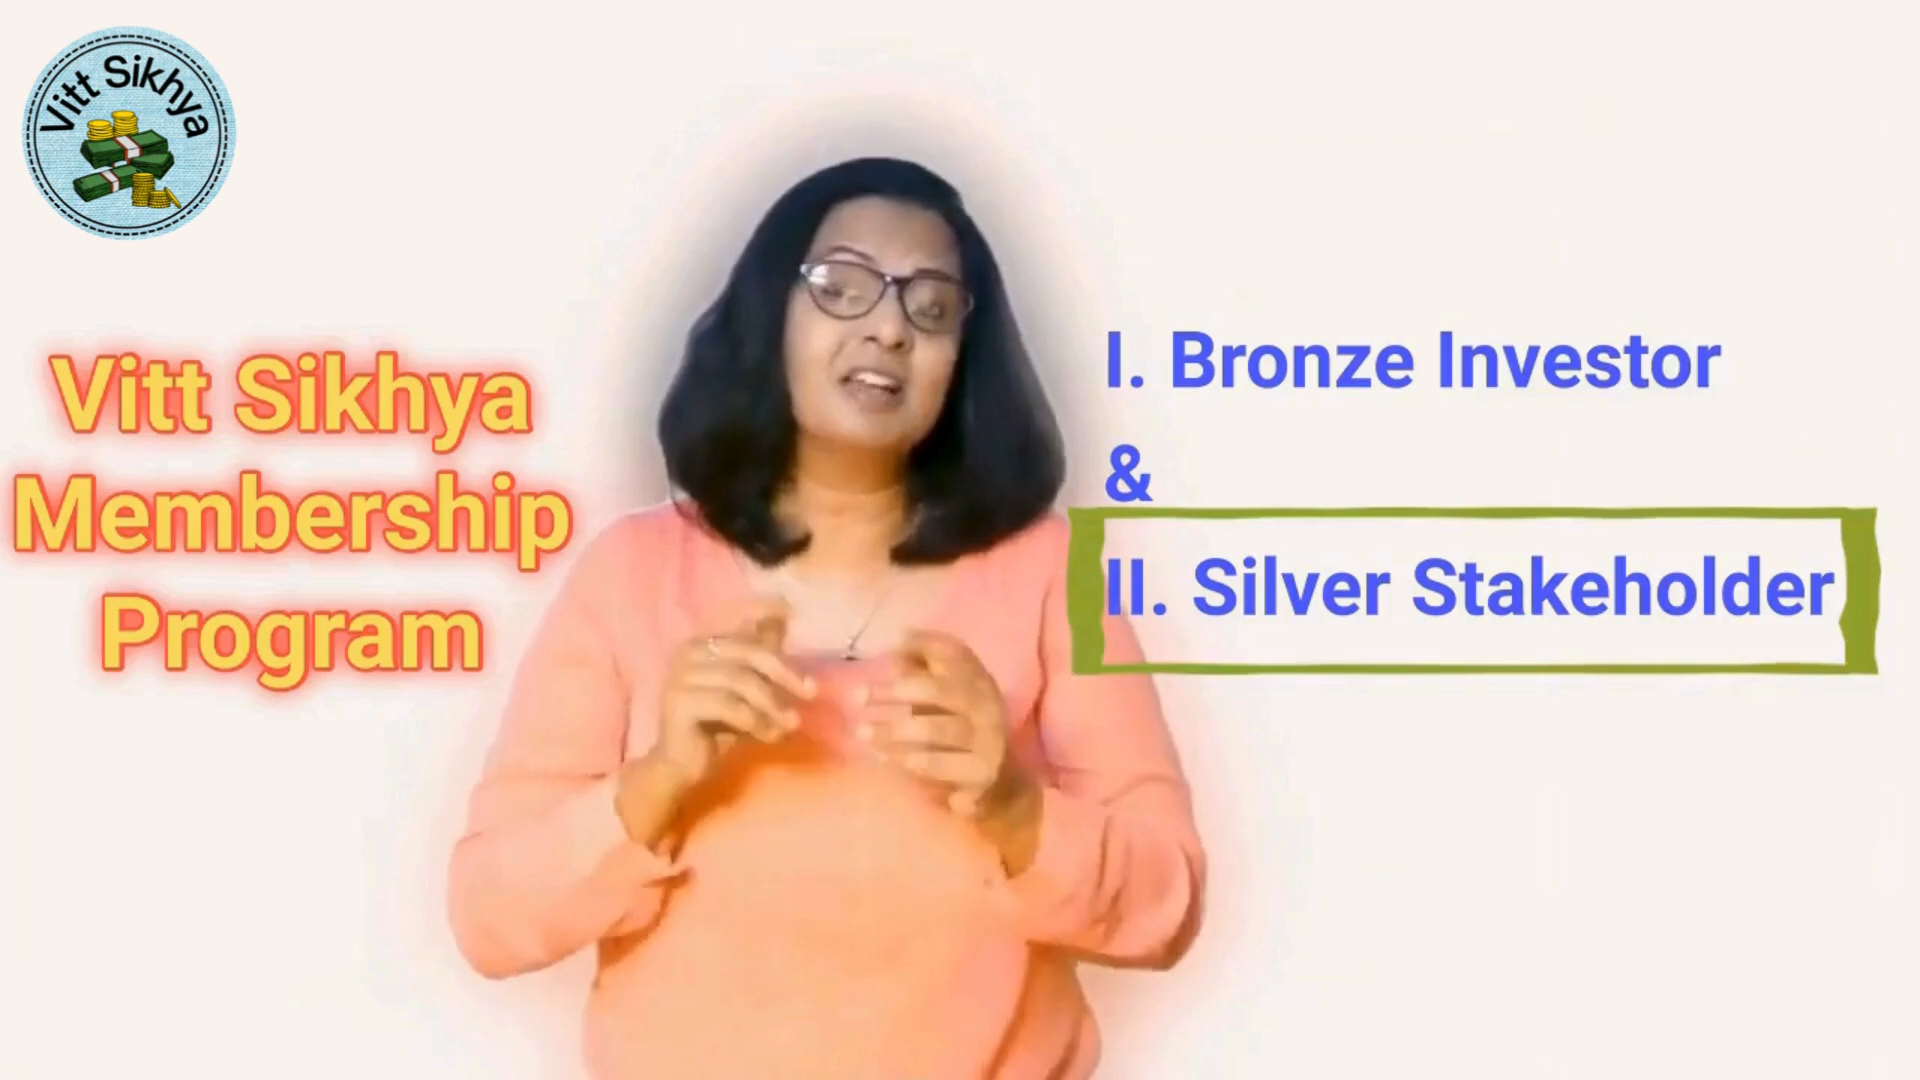 Vitt Sikhya
Vitt Sikhya
Membership
Program
I. Bronze Investor
&
II. Silver Stakeholder